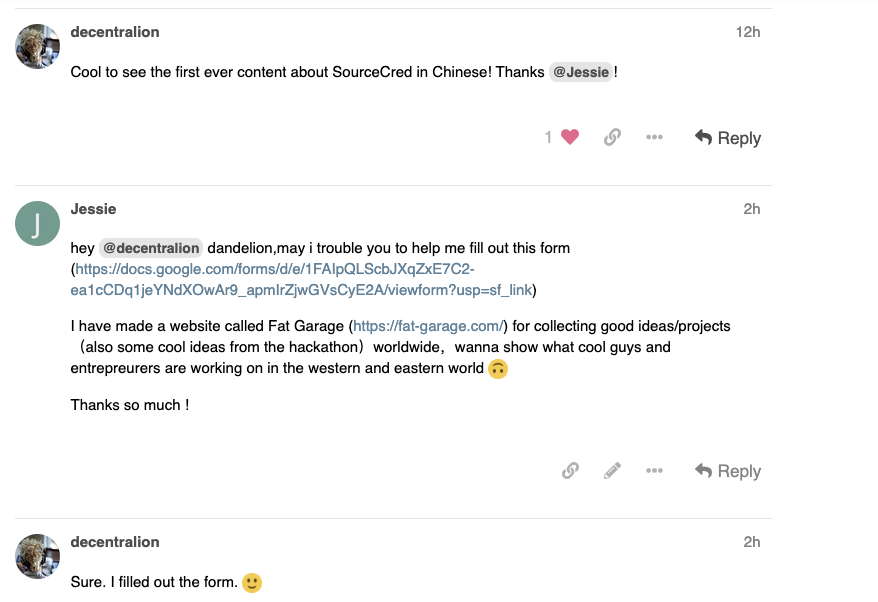 decentralion
12h
Cool to see the first ever content about SourceCred in Chinese! Thanks @Jessie!
1
Reply
J
Jessie
2h
hey @decentralion dandelion,may i trouble you to help me fill out this form
(https://docs.google.com/forms/d/e/1FAIpQLScbJXqZxE7C2-
ea1cCDq1jeYNdXOwAr9_apmIrZjwGVsCyE2A/viewform?usp=sf_link)
I have made a website called Fat Garage (https://fat-garage.com/) for collecting good ideas/projects
（also some cool ideas from the hackathon）worldwide，wanna show what cool guys and
entrepreurers are working on in the western and eastern world 🙃
Thanks so much !
Reply
decentralion
2h
Sure. I filled out the form. 🙂